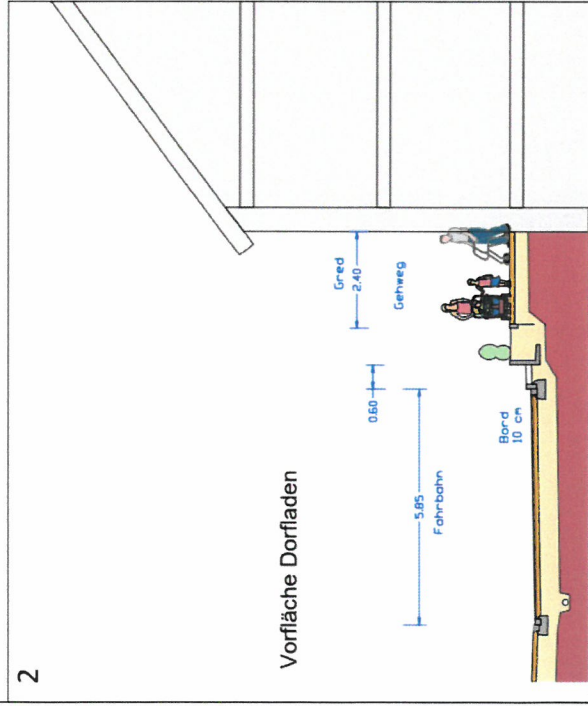 2
Vorfläche Dorfladen
Gred
2.40
Gehweg
0.60
5.85
Fahrbahn
Bord
10 cm